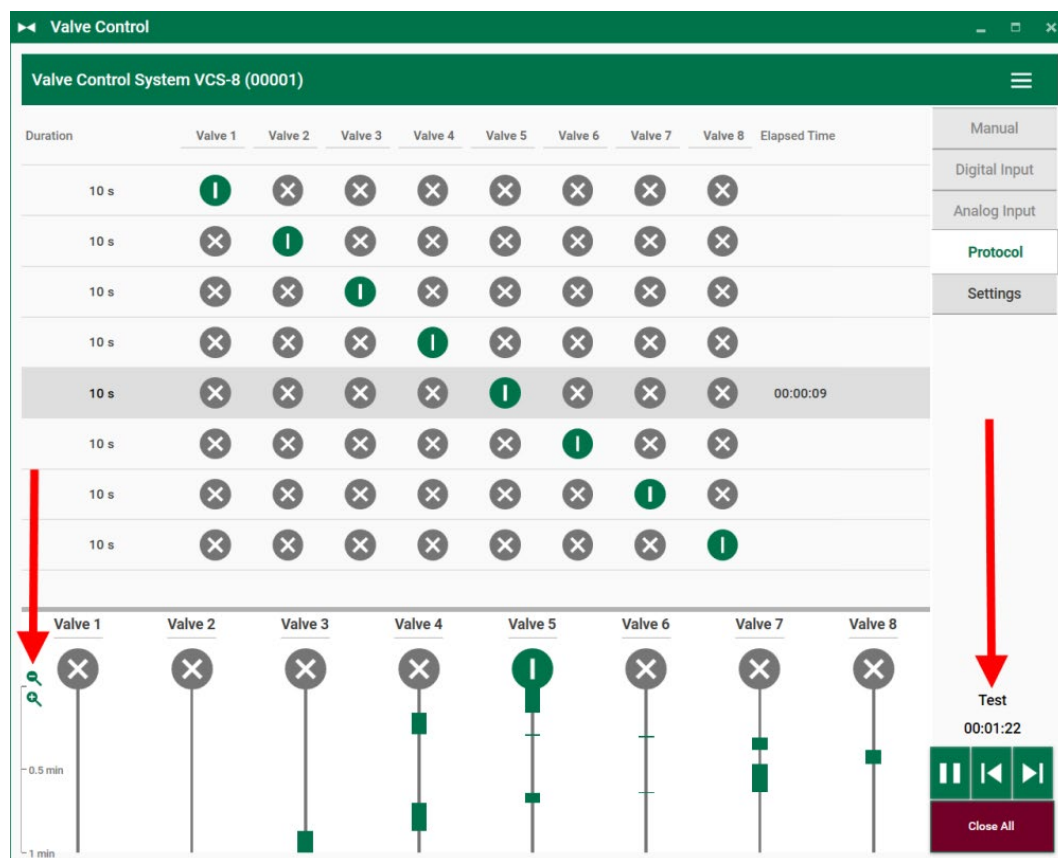 Valve Control
Valve Control System VCS-8 (00001)
Duration Valve 1 Valve 2 Valve 3 Valve 4 Valve 5 Valve 6 Valve 7 Valve 8 Elapsed Time
10 s
10 s
10 s
10 s
10 s 00:00:09
10 s
10 s
10 s
Manual
Digital Input
Analog Input
Protocol
Settings
Valve 1 Valve 2 Valve 3 Valve 4 Valve 5 Valve 6 Valve 7 Valve 8
0.5 min
1 min
Test
00:01:22
Close All